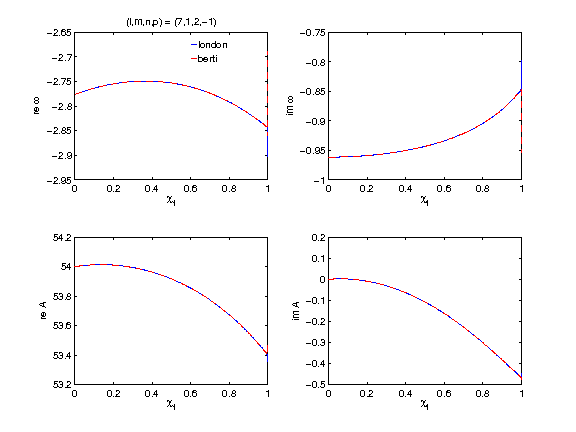 (l,m,n,p) = (7,1,2,−1)
london
berti
re ω
−2.65
−2.7
−2.75
−2.8
−2.85
−2.9
−2.95
0 0.2 0.4 0.6 0.8 1
χf
im ω
−0.75
−0.8
−0.85
−0.9
−0.95
−1
0 0.2 0.4 0.6 0.8 1
χf
re A
54.2
54
53.8
53.6
53.4
53.2
0 0.2 0.4 0.6 0.8 1
χf
im A
0.2
0.1
0
−0.1
−0.2
−0.3
−0.4
−0.5
0 0.2 0.4 0.6 0.8 1
χf